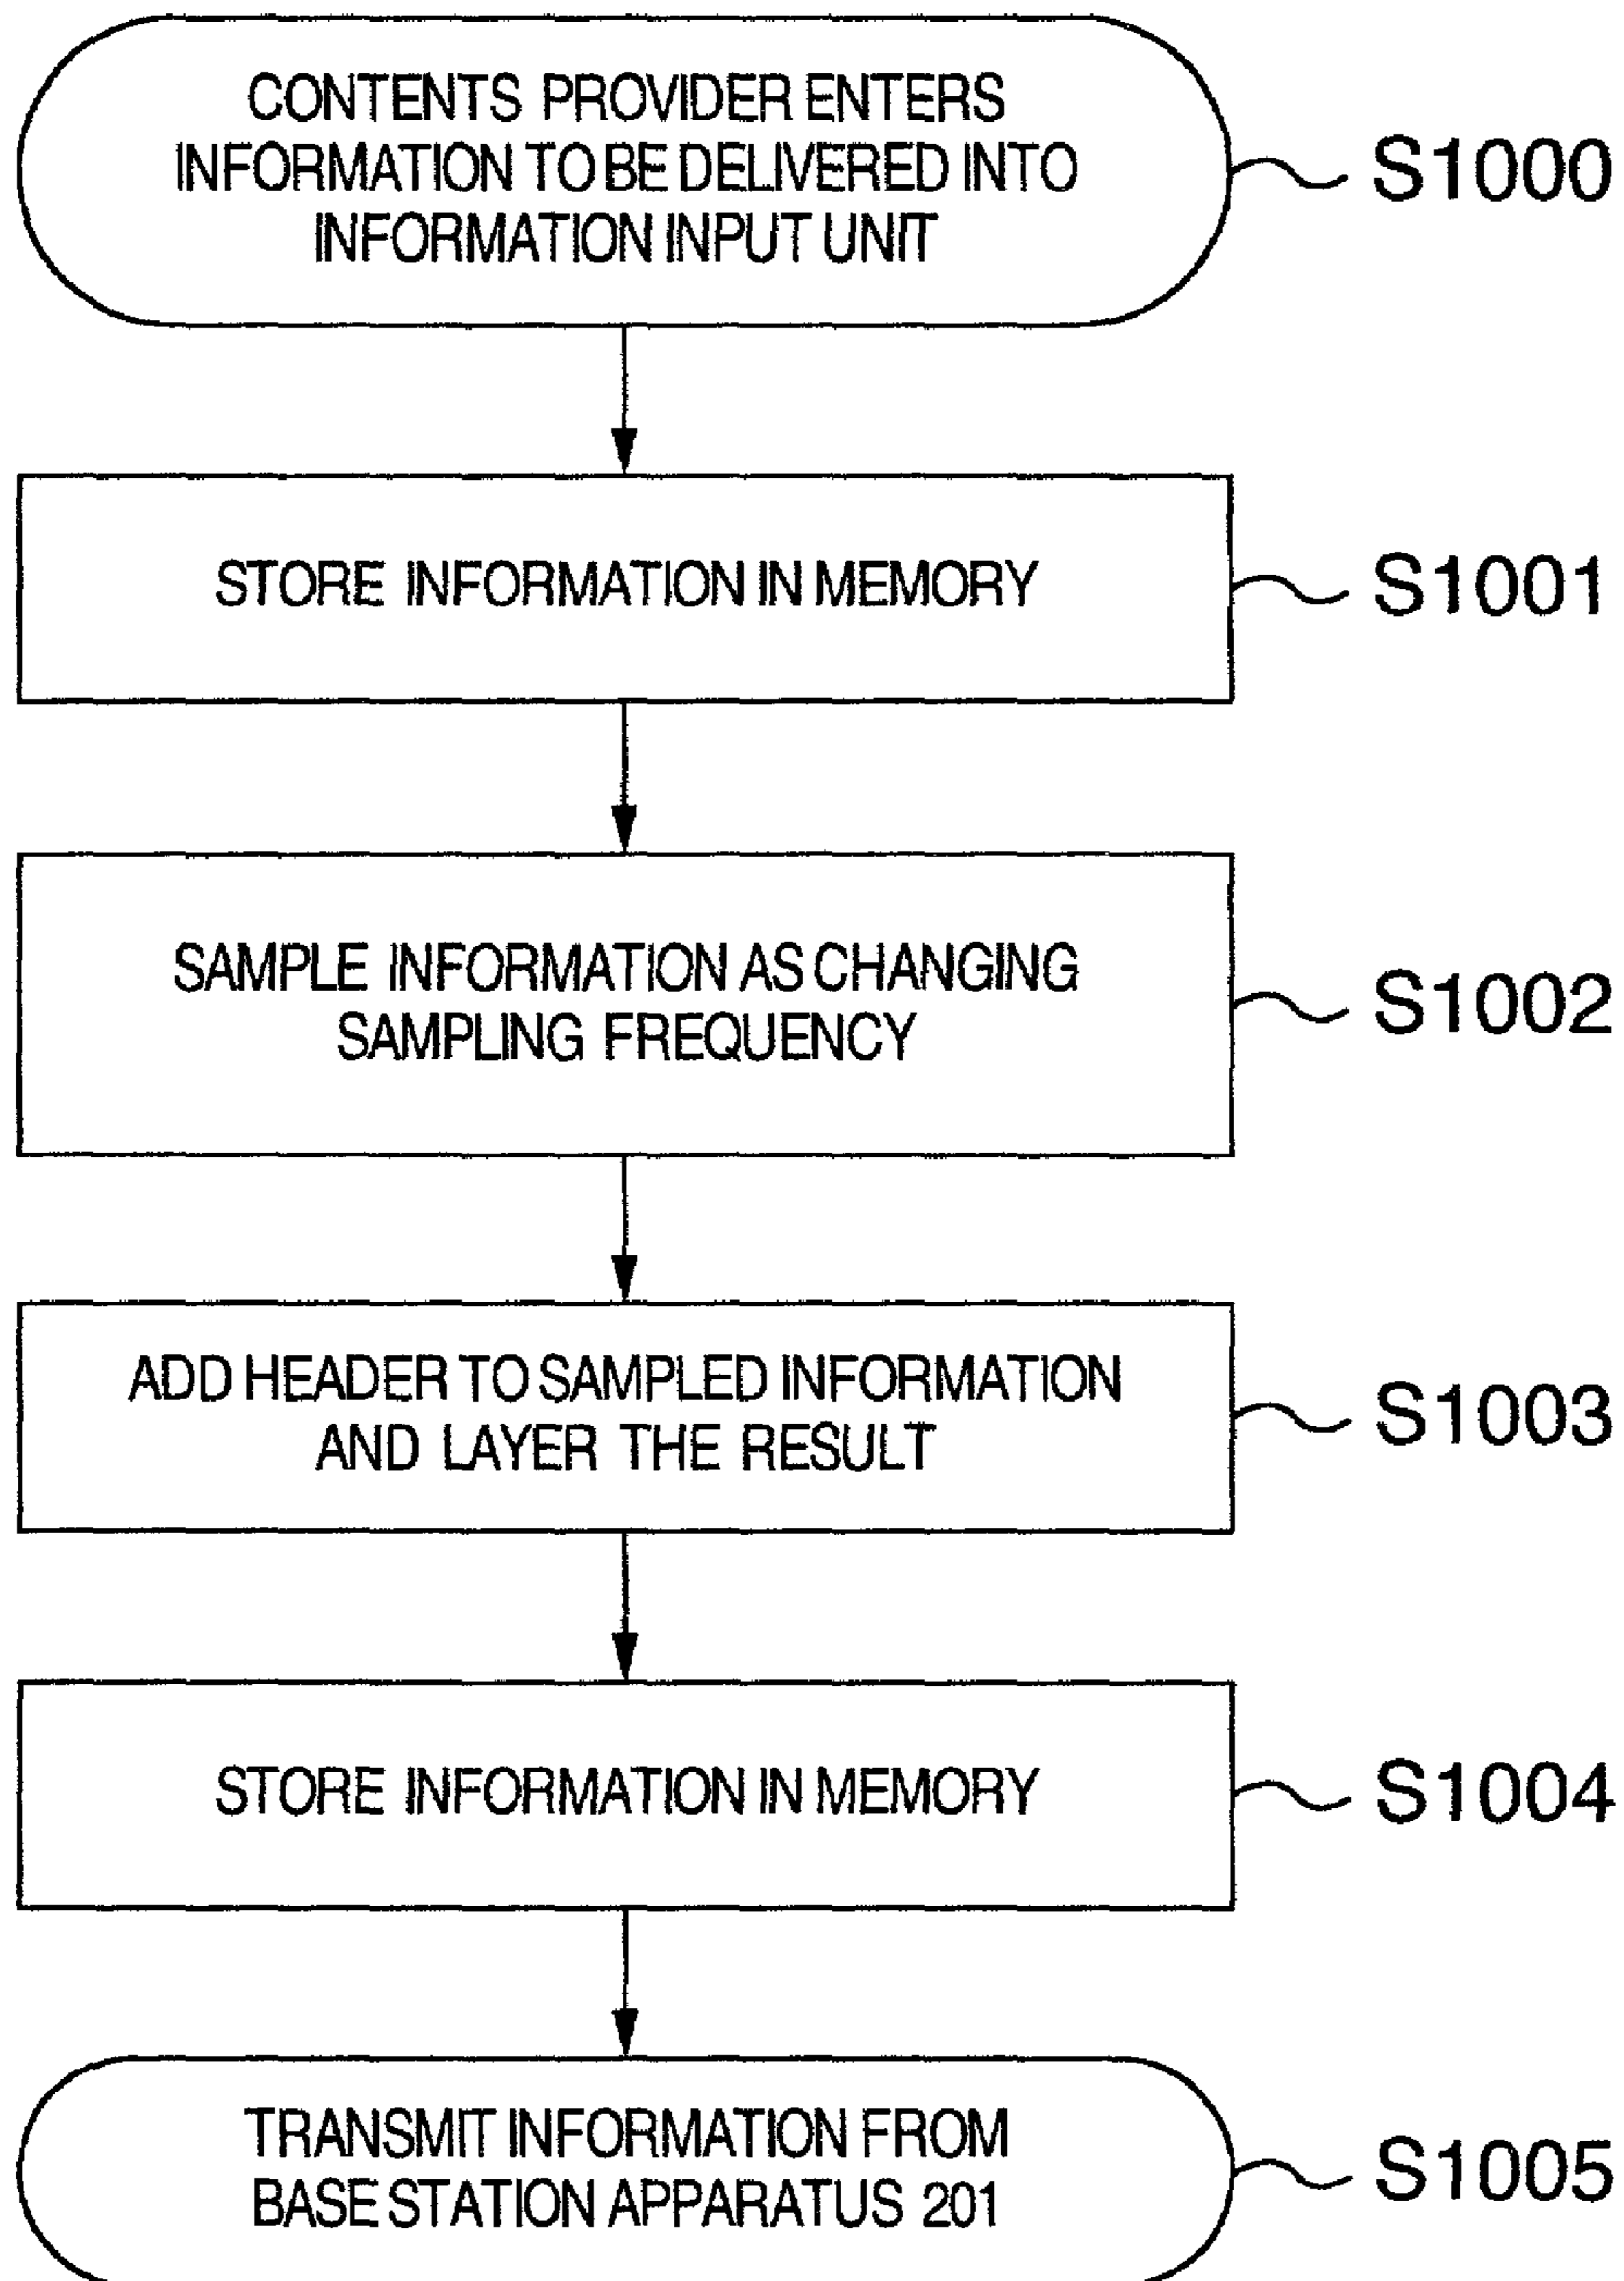 CONTENTS PROVIDER ENTERS
INFORMATION TO BE DELIVERED INTO
INFORMATION INPUT UNIT
S1000
STORE INFORMATION IN MEMORY
S1001
SAMPLE INFORMATION AS CHANGING
SAMPLING FREQUENCY
S1002
ADD HEADER TO SAMPLED INFORMATION
AND LAYER THE RESULT
S1003
STORE INFORMATION IN MEMORY
S1004
TRANSMIT INFORMATION FROM
BASE STATION APPARATUS 201
S1005